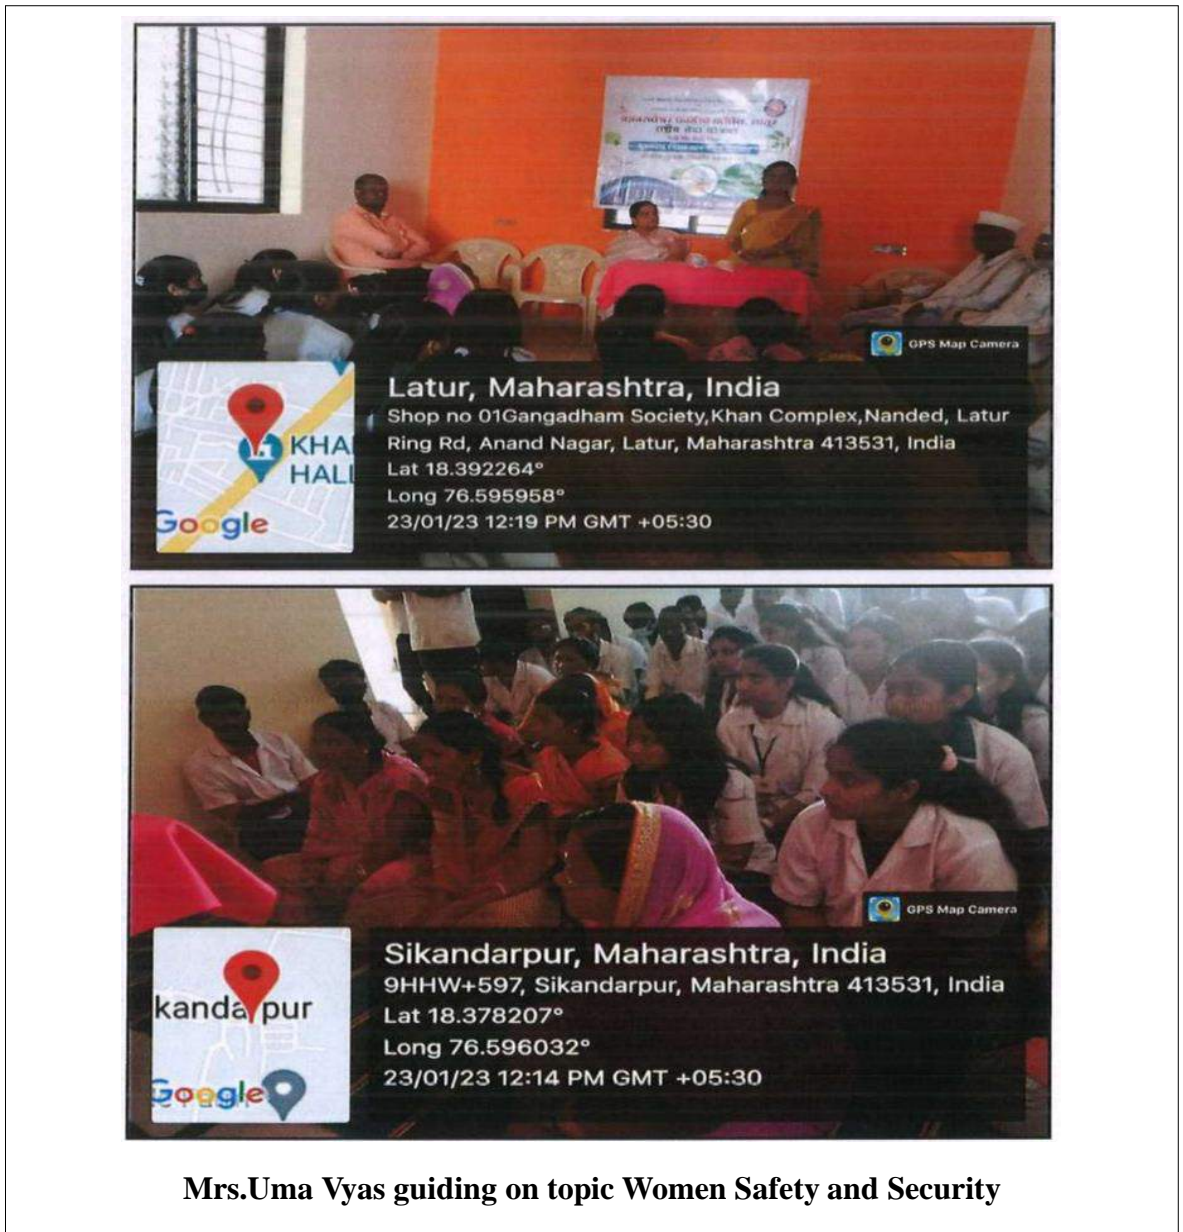 राष्ट्रीय सेवा योजना
GPS Map Camera
KHA
HALL
Google
Latur, Maharashtra, India
Shop no 01Gangadham Society,Khan Complex,Nanded, Latur
Ring Rd, Anand Nagar, Latur, Maharashtra 413531, India
Lat 18.392264°
Long 76.595958°
23/01/23 12:19 PM GMT +05:30
GPS Map Camera
kandarpur
Google
Sikandarpur, Maharashtra, India
9HHW+597, Sikandarpur, Maharashtra 413531, India
Lat 18.378207°
Long 76.596032°
23/01/23 12:14 PM GMT +05:30
Mrs.Uma Vyas guiding on topic Women Safety and Security